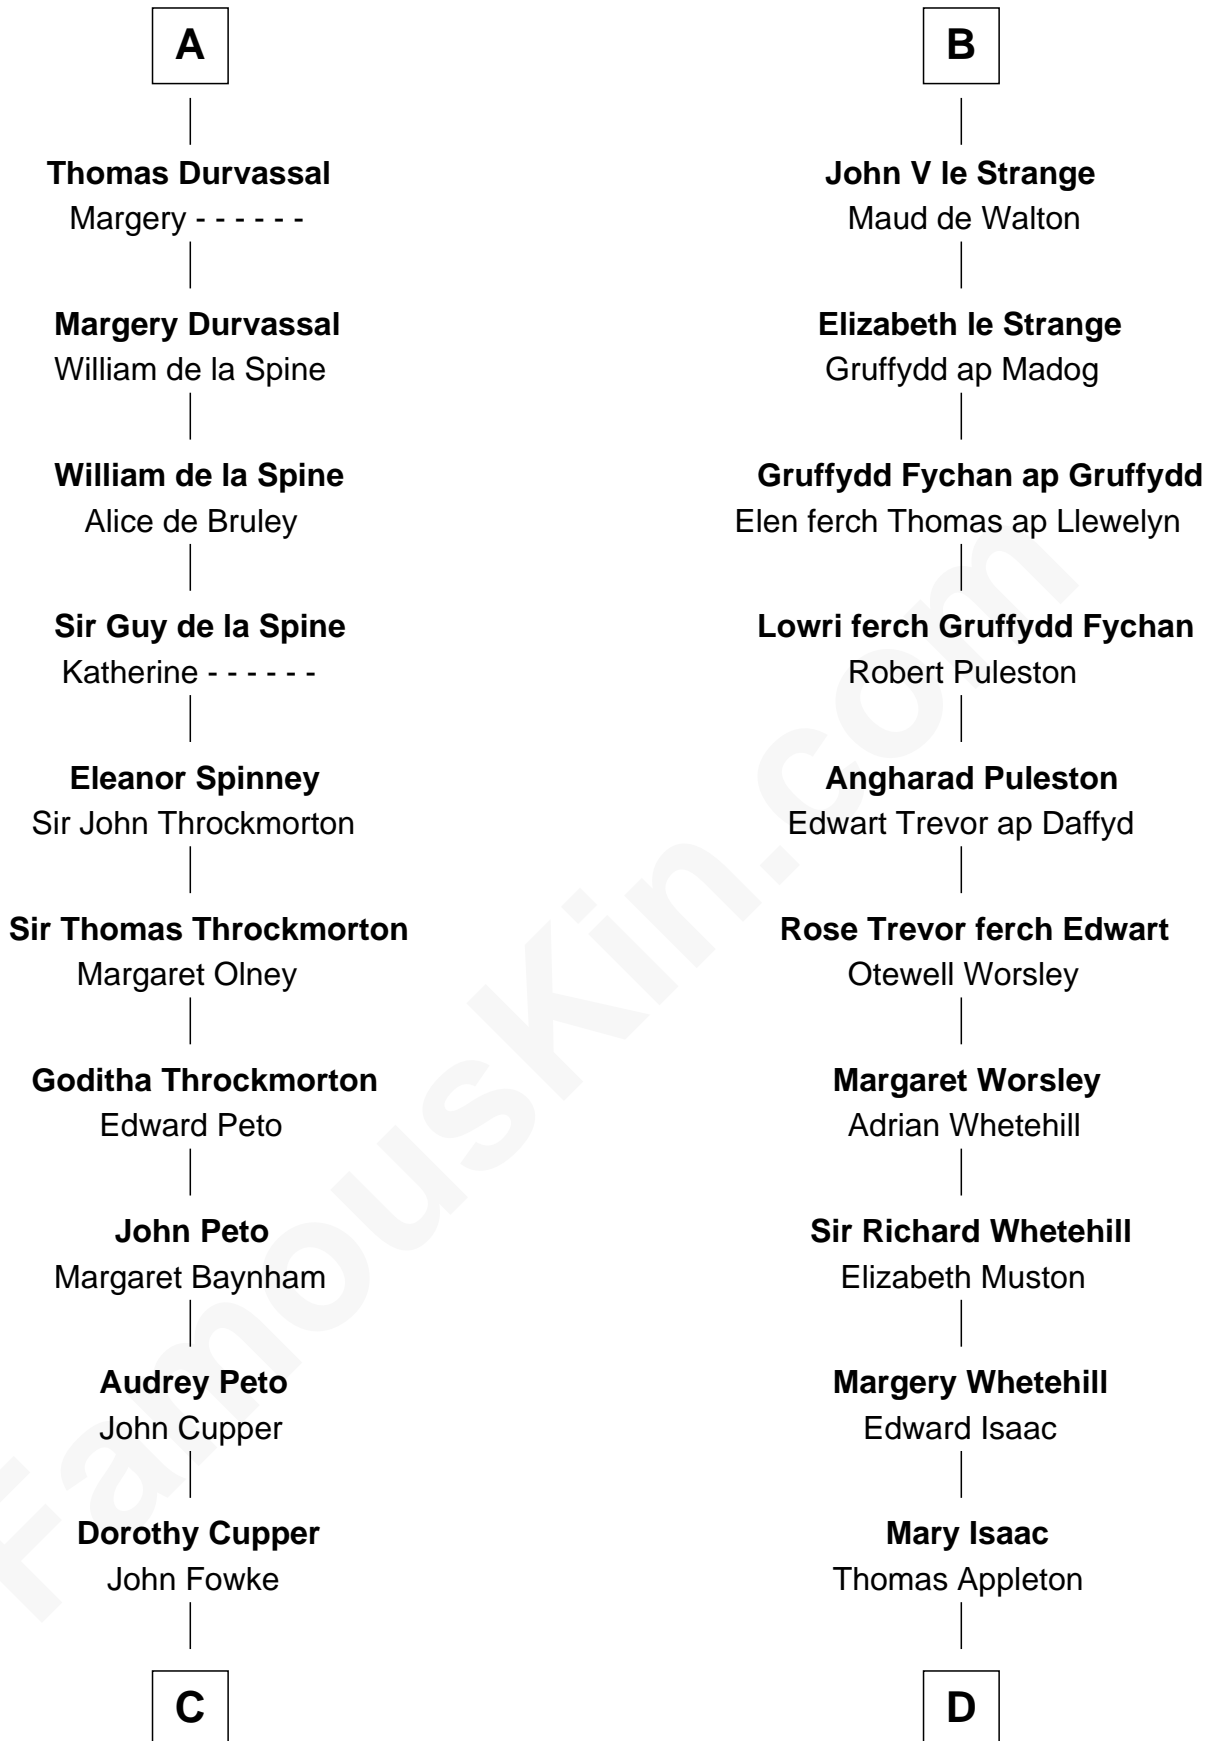 A
Thomas Durvassal
Margery - - - - - -
Margery Durvassal
William de la Spine
William de la Spine
Alice de Bruley
Sir Guy de la Spine
Katherine - - - - - -
Eleanor Spinney
Sir John Throckmorton
Sir Thomas Throckmorton
Margaret Olney
Goditha Throckmorton
Edward Peto
John Peto
Margaret Baynham
Audrey Peto
John Cupper
Dorothy Cupper
John Fowke
C
B
John V le Strange
Maud de Walton
Elizabeth le Strange
Gruffydd ap Madog
Gruffydd Fychan ap Gruffydd
Elen ferch Thomas ap Llewelyn
Lowri ferch Gruffydd Fychan
Robert Puleston
Angharad Puleston
Edwart Trevor ap Daffyd
Rose Trevor ferch Edwart
Otewell Worsley
Margaret Worsley
Adrian Whetehill
Sir Richard Whetehill
Elizabeth Muston
Margery Whetehill
Edward Isaac
Mary Isaac
Thomas Appleton
D
FamousKin.com